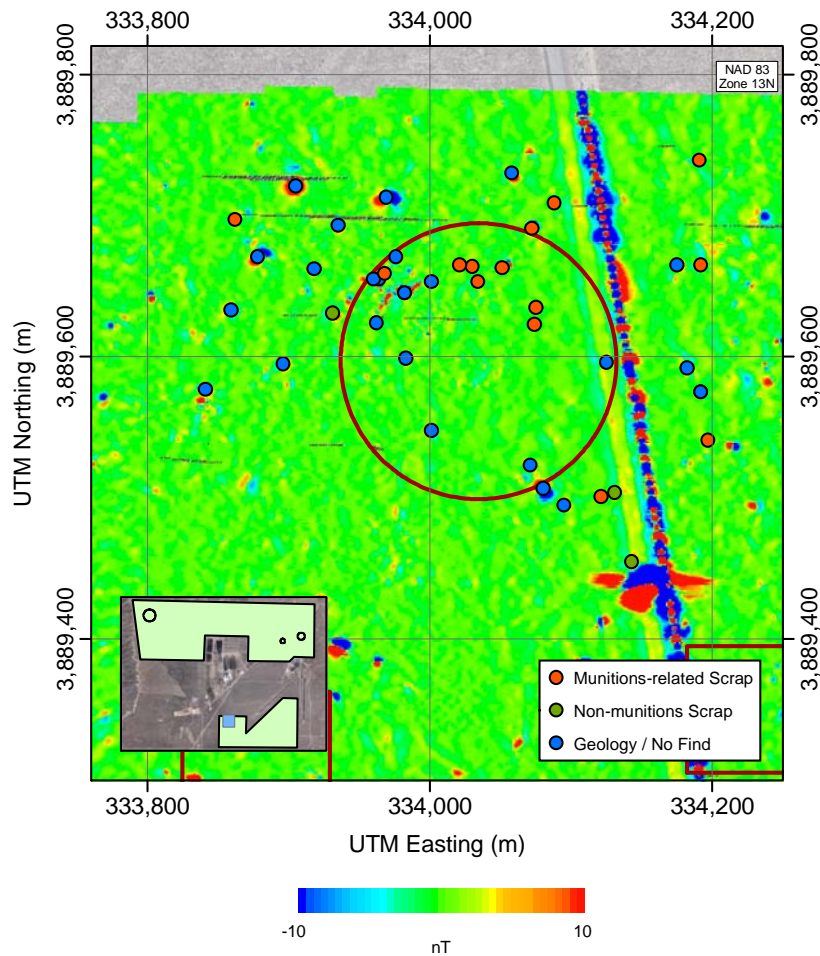 333,800 334,000 334,200
3,889,800 3,889,800
NAD 83
Zone 13N
3,889,600 3,889,600
UTM Northing (m)
3,889,400 3,889,400
Munitions-related Scrap
Non-munitions Scrap
Geology / No Find
333,800 334,000 334,200
UTM Easting (m)
-10 10
nT